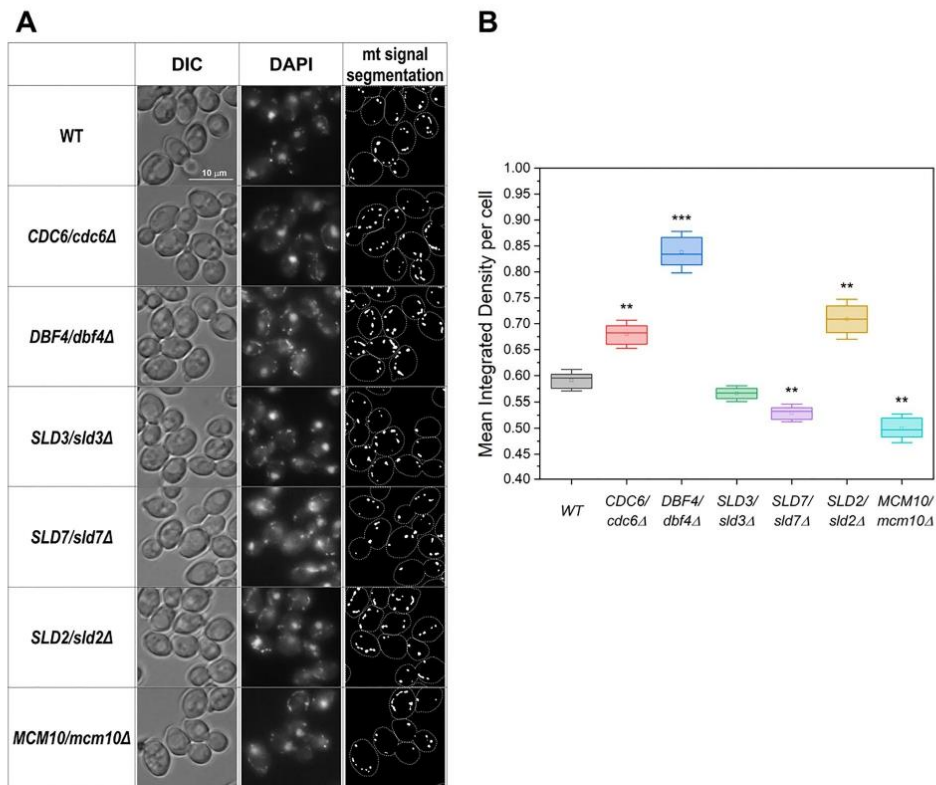 A
DIC DAPI mt signal
segmentation
WT
10 μm
CDC6/cdc6Δ
DBF4/dbf4Δ
SLD3/sld3Δ
SLD7/sld7Δ
SLD2/sld2Δ
MCM10/mcm10Δ
B
Mean Integrated Density per cell
1.00
0.95
0.90
0.85
0.80
0.75
0.70
0.65
0.60
0.55
0.50
0.45
0.40
**
***
**
**
**
WT
CDC6/
cdc6Δ
DBF4/
dbf4Δ
SLD3/
sld3Δ
SLD7/
sld7Δ
SLD2/
sld2Δ
MCM10/
mcm10Δ